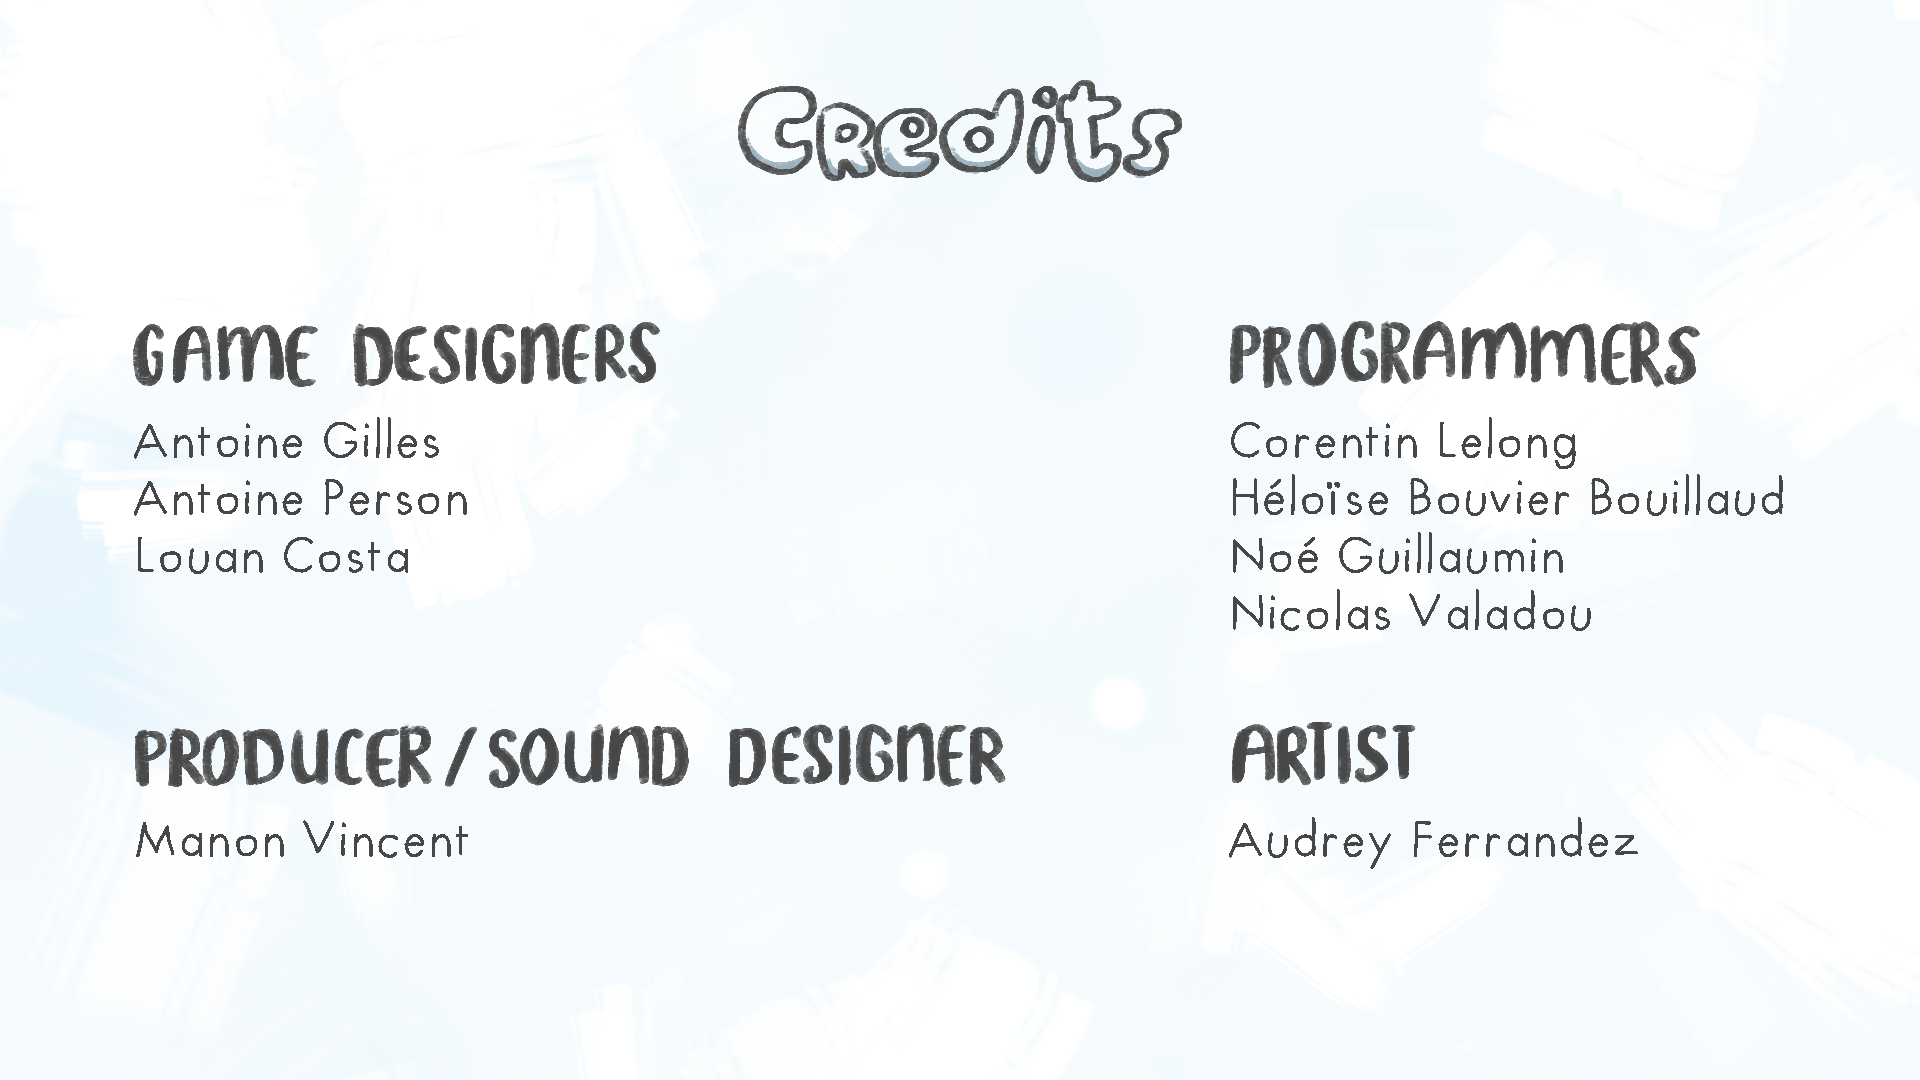 Credits
GAME DESIGNERS
Antoine Gilles
Antoine Person
Louan Costa
PROGRAMMERS
Corentin Lelong
Héloïse Bouvier Bouillaud
Noé Guillaumin
Nicolas Valadou
PRODUCER/SOUND DESIGNER
Manon Vincent
ARTIST
Audrey Ferrandez